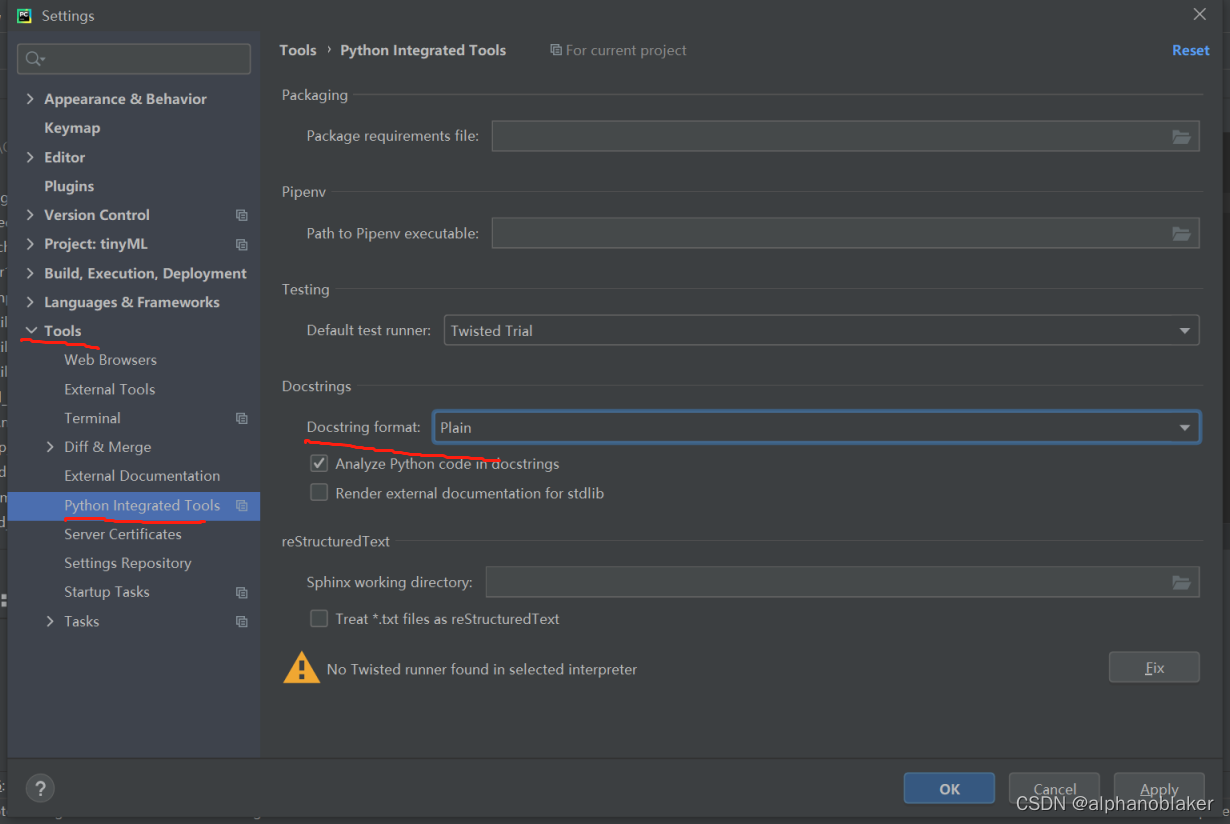 PC Settings
Tools › Python Integrated Tools For current project Reset
Appearance & Behavior
Keymap
Editor
Plugins
Version Control
Project: tinyML
Build, Execution, Deployment
Languages & Frameworks
Tools
Web Browsers
External Tools
Terminal
Diff & Merge
External Documentation
Python Integrated Tools
Server Certificates
Settings Repository
Startup Tasks
Tasks
Packaging
Package requirements file:
Pipenv
Path to Pipenv executable:
Testing
Default test runner: Twisted Trial
Docstrings
Docstring format: Plain
Analyze Python code in docstrings
Render external documentation for stdlib
reStructuredText
Sphinx working directory:
Treat *.txt files as reStructuredText
No Twisted runner found in selected interpreter Fix
? OK Cancel Apply
CSDN @alphanoblaker